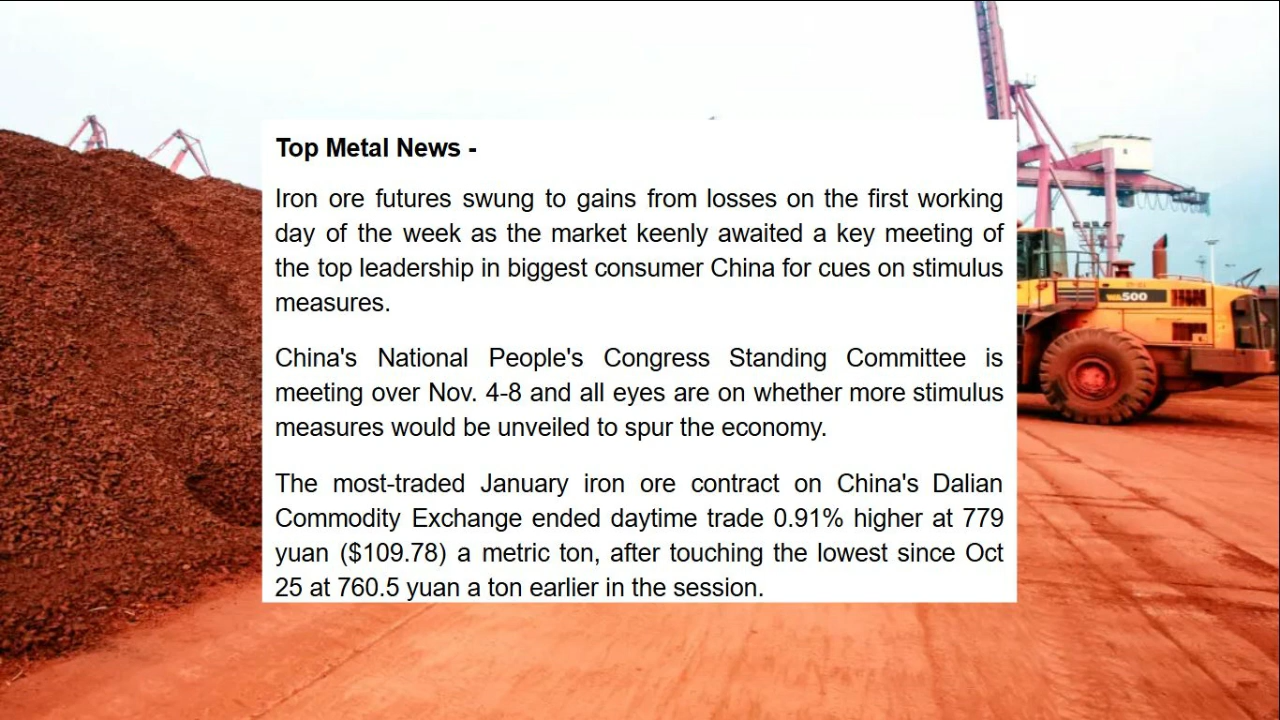 Top Metal News -
Iron ore futures swung to gains from losses on the first working
day of the week as the market keenly awaited a key meeting of
the top leadership in biggest consumer China for cues on stimulus
measures.
China's National People's Congress Standing Committee is
meeting over Nov. 4-8 and all eyes are on whether more stimulus
measures would be unveiled to spur the economy.
The most-traded January iron ore contract on China's Dalian
Commodity Exchange ended daytime trade 0.91% higher at 779
yuan ($109.78) a metric ton, after touching the lowest since Oct
25 at 760.5 yuan a ton earlier in the session.
WA500